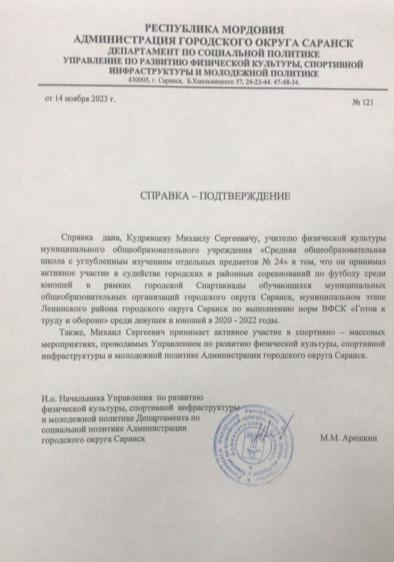 РЕСПУБЛИКА МОРДОВИЯ
АДМИНИСТРАЦИЯ ГОРОДСКОГО ОКРУГА САРАНСК
ДЕПАРТАМЕНТ ПО СОЦИАЛЬНОЙ ПОЛИТИКЕ
УПРАВЛЕНИЕ ПО РАЗВИТИЮ ФИЗИЧЕСКОЙ КУЛЬТУРЫ, СПОРТИВНОЙ
ИНФРАСТРУКТУРЫ И МОЛОДЕЖНОЙ ПОЛИТИКЕ
430005, г. Саранск, Б.Хмельницкого 57, 24-23-44. 47-48-34.
от 14 ноября 2023 г.
№ 121
СПРАВКА – ПОДТВЕРЖДЕНИЕ
Справка дана, Кудрявцеву Михаилу Сергеевичу, учителю физической культуры
муниципального общеобразовательного учреждения «Средняя общеобразовательная
школа с углубленным изучением отдельных предметов № 24» в том, что он принимал
активное участие в судействе городских и районных соревнований по футболу среди
юношей в рамках городской Спартакиады обучающихся муниципальных
общеобразовательных организаций городского округа Саранск, муниципальном этапе
Ленинского района городского округа Саранск по выполнению норм ВФСК «Готов к
труду и обороне» среди девушек и юношей в 2020 - 2022 годы.
Также, Михаил Сергеевич принимает активное участие в спортивно – массовых
мероприятиях, проводимых Управлением по развитию физической культуры, спортивной
инфраструктуры и молодежной политике Администрации городского округа Саранск.
И.о. Начальника Управления по развитию
физической культуры, спортивной инфраструктуры
и молодежной политике Департамента по
социальной политике Администрации
городского округа Саранск
М.М. Арешкин